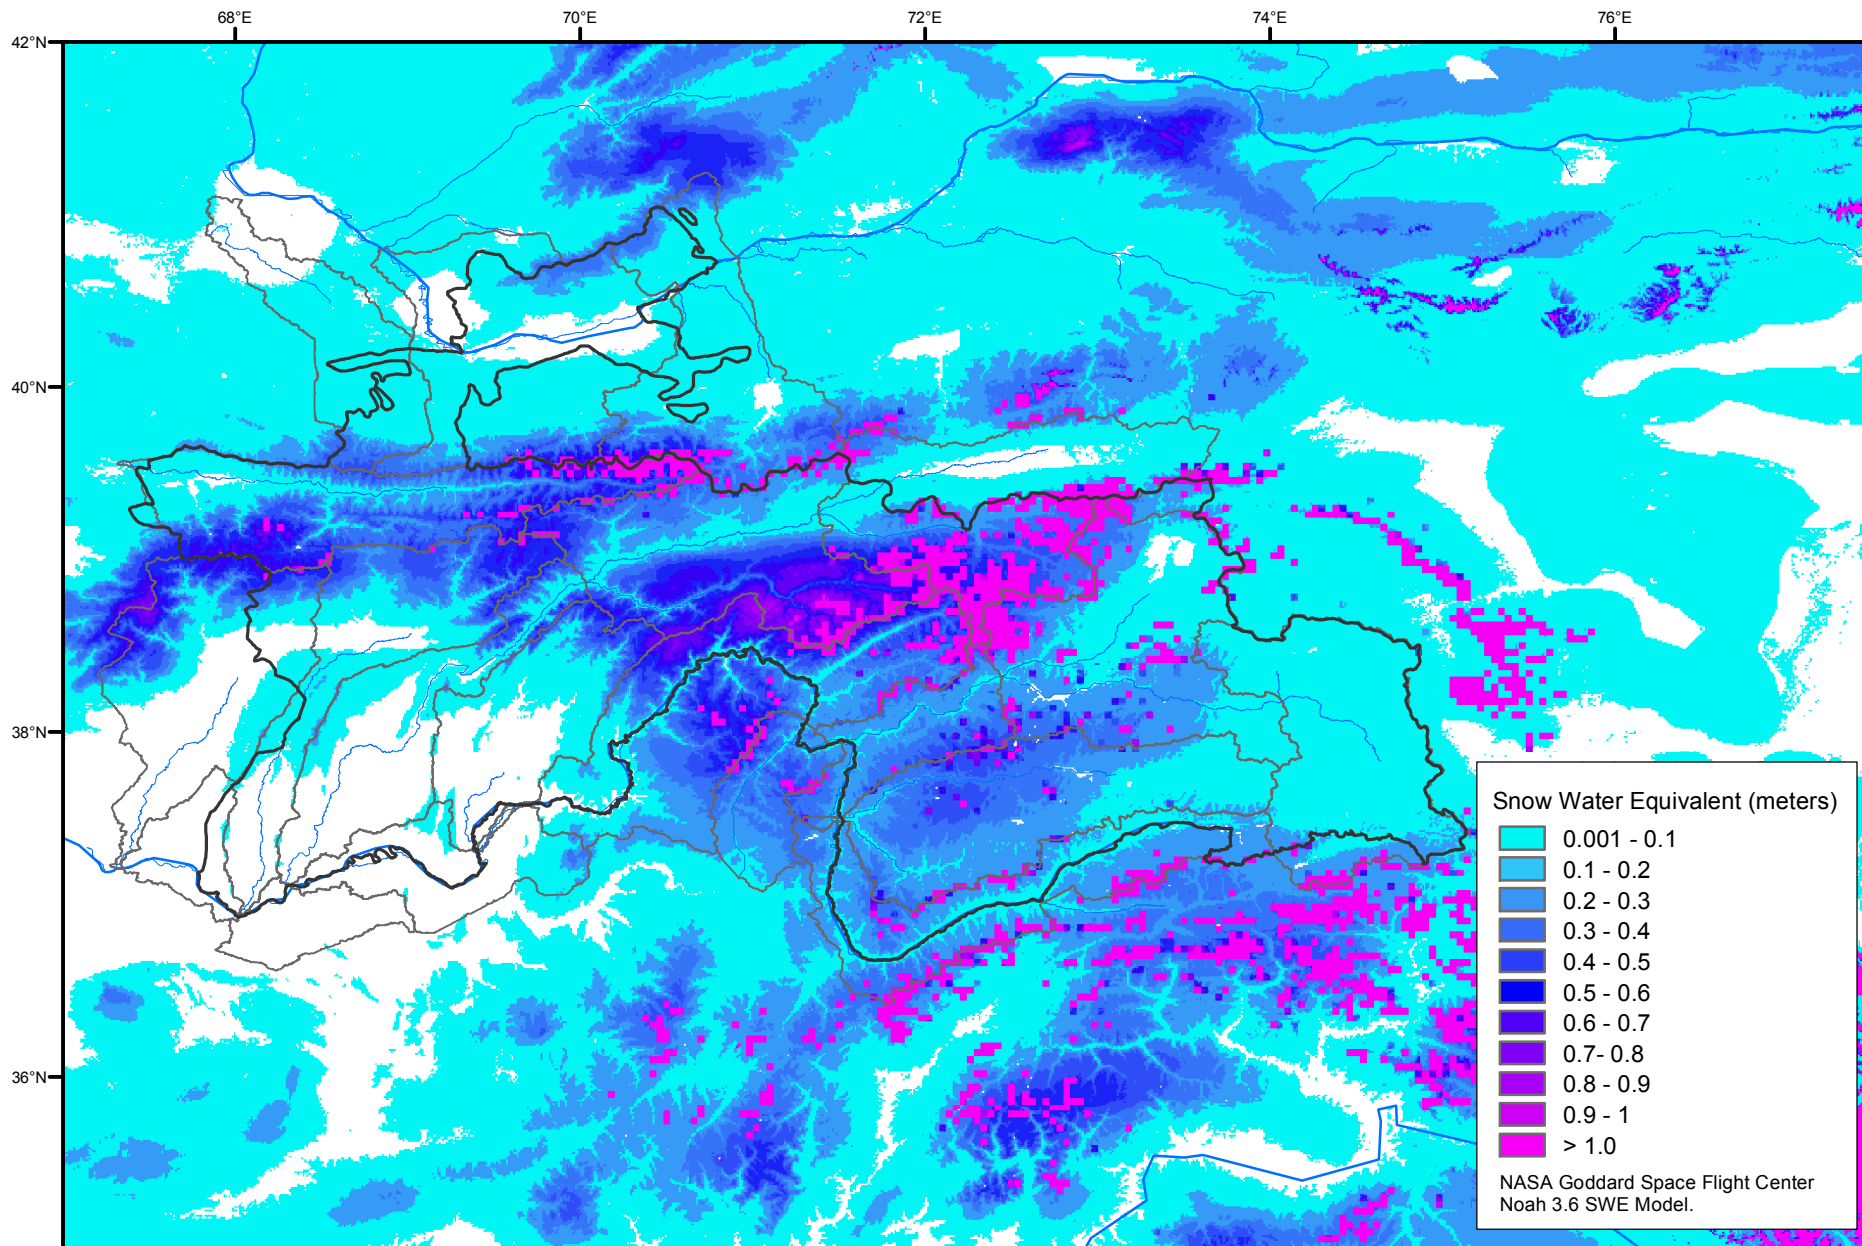 68°E 70°E 72°E 74°E 76°E
42°N
40°N
38°N
36°N
Snow Water Equivalent (meters)
0.001 - 0.1
0.1 - 0.2
0.2 - 0.3
0.3 - 0.4
0.4 - 0.5
0.5 - 0.6
0.6 - 0.7
0.7- 0.8
0.8 - 0.9
0.9 - 1
> 1.0
NASA Goddard Space Flight Center
Noah 3.6 SWE Model.